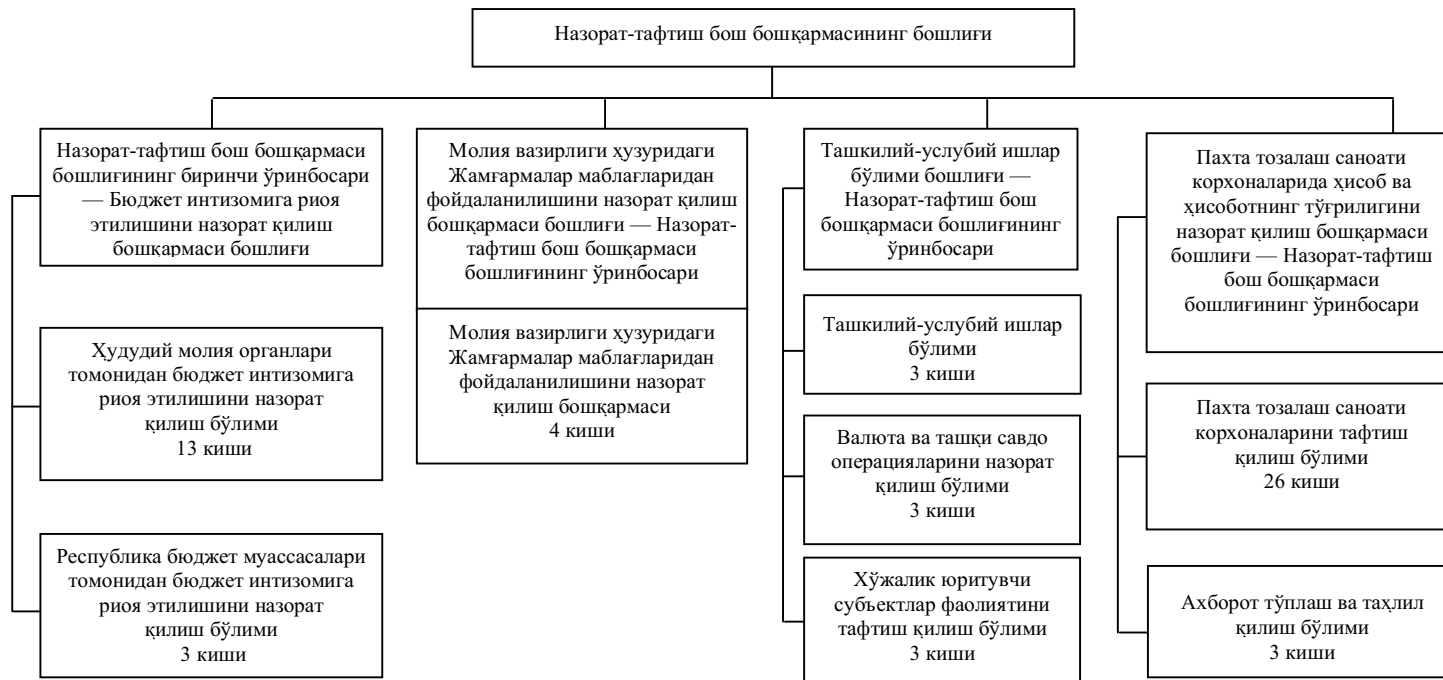 Назорат-тафтиш бош бошқармасининг бошлиғи
Назорат-тафтиш бош бошқармаси
бошлиғининг биринчи ўринбосари
— Бюджет интизомига риоя
этилишини назорат қилиш
бошқармаси бошлиғи
Ҳудудий молия органлари
томонидан бюджет интизомига
риоя этилишини назорат
қилиш бўлими
13 киши
Республика бюджет муассасалари
томонидан бюджет интизомига
риоя этилишини назорат
қилиш бўлими
3 киши
Молия вазирлиги ҳузуридаги
Жамғармалар маблағларидан
фойдаланилишини назорат қилиш
бошқармаси бошлиғи — Назорат-
тафтиш бош бошқармаси
бошлиғининг ўринбосари
Молия вазирлиги ҳузуридаги
Жамғармалар маблағларидан
фойдаланилишини назорат
қилиш бошқармаси
4 киши
Ташкилий-услубий ишлар
бўлими бошлиғи —
Назорат-тафтиш бош
бошқармаси бошлиғининг
ўринбосари
Ташкилий-услубий ишлар
бўлими
3 киши
Валюта ва ташқи савдо
операцияларини назорат
қилиш бўлими
3 киши
Хўжалик юритувчи
субъектлар фаолиятини
тафтиш қилиш бўлими
3 киши
Пахта тозалаш саноати
корхоналарида ҳисоб ва
ҳисоботнинг тўғрилигини
назорат қилиш бошқармаси
бошлиғи — Назорат-тафтиш
бош бошқармаси
бошлиғининг ўринбосари
Пахта тозалаш саноати
корхоналарини тафтиш
қилиш бўлими
26 киши
Ахборот тўплаш ва таҳлил
қилиш бўлими
3 киши